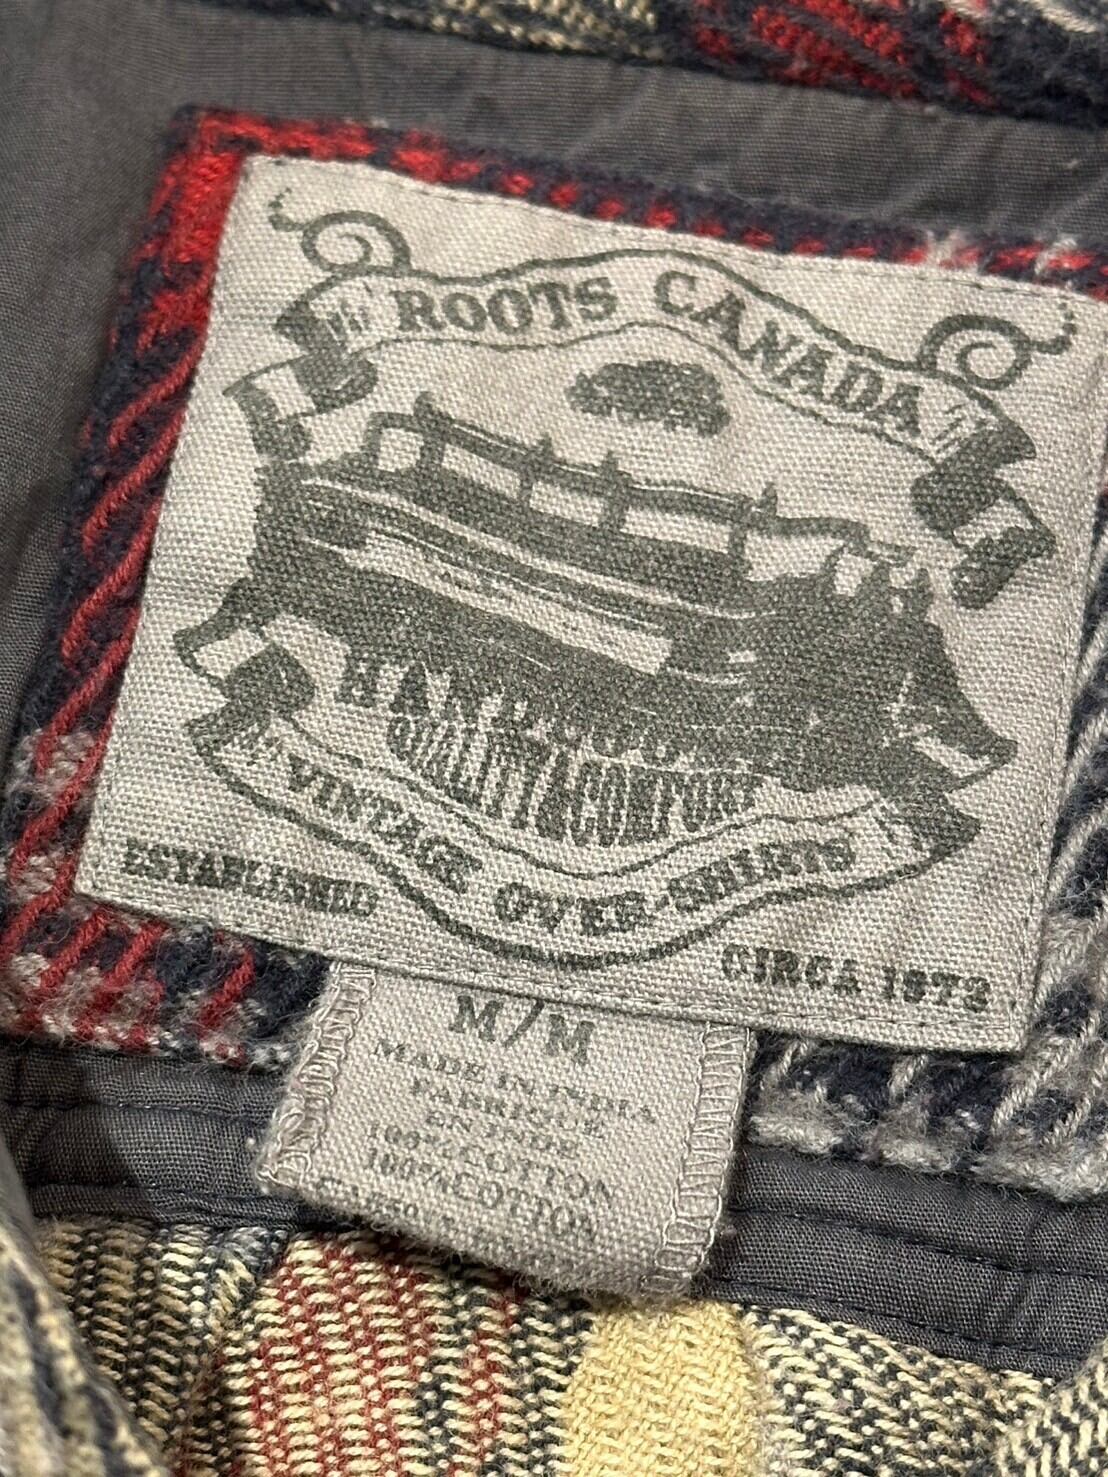 ROOTS CANADA
QUALITY & COMFORT
VINTAGE OVER-SHIRTS
ESTABLISHED
CIRCA 1973
M/M
MADE IN INDIA
FABRIQUE
EN INDE
100% COTTON
100% COTON